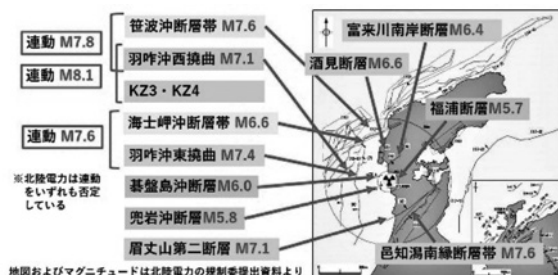 連動 M7.8
連動 M8.1
連動 M7.6
※北陸電力は連動
をいずれも否定
している
笹波沖断層帯 M7.6
羽咋沖西撓曲 M7.1
KZ3・KZ4
海士岬沖断層帯 M6.6
羽咋沖東撓曲 M7.4
碁盤島沖断層 M6.0
兜岩沖断層 M5.8
眉丈山第二断層 M7.1
富来川南岸断層 M6.4
酒見断層 M6.6
福浦断層 M5.7
邑知潟南縁断層帯 M7.6
地図およびマグニチュードは北陸電力の規制委提出資料より